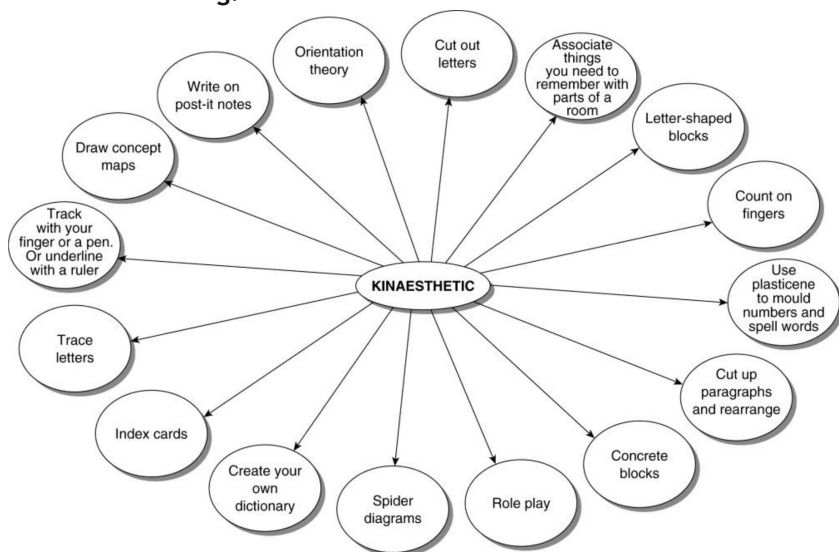 Orientation
theory
Cut out
letters
Associate
things
you need to
remember with
parts of a
room
Write on
post-it notes
Letter-shaped
blocks
Draw concept
maps
Count on
fingers
Track
with your
finger or a pen.
Or underline
with a ruler
KINAESTHETIC
Use
plasticene
to mould
numbers and
spell words
Trace
letters
Cut up
paragraphs
and rearrange
Index cards
Concrete
blocks
Create your
own
dictionary
Spider
diagrams
Role play